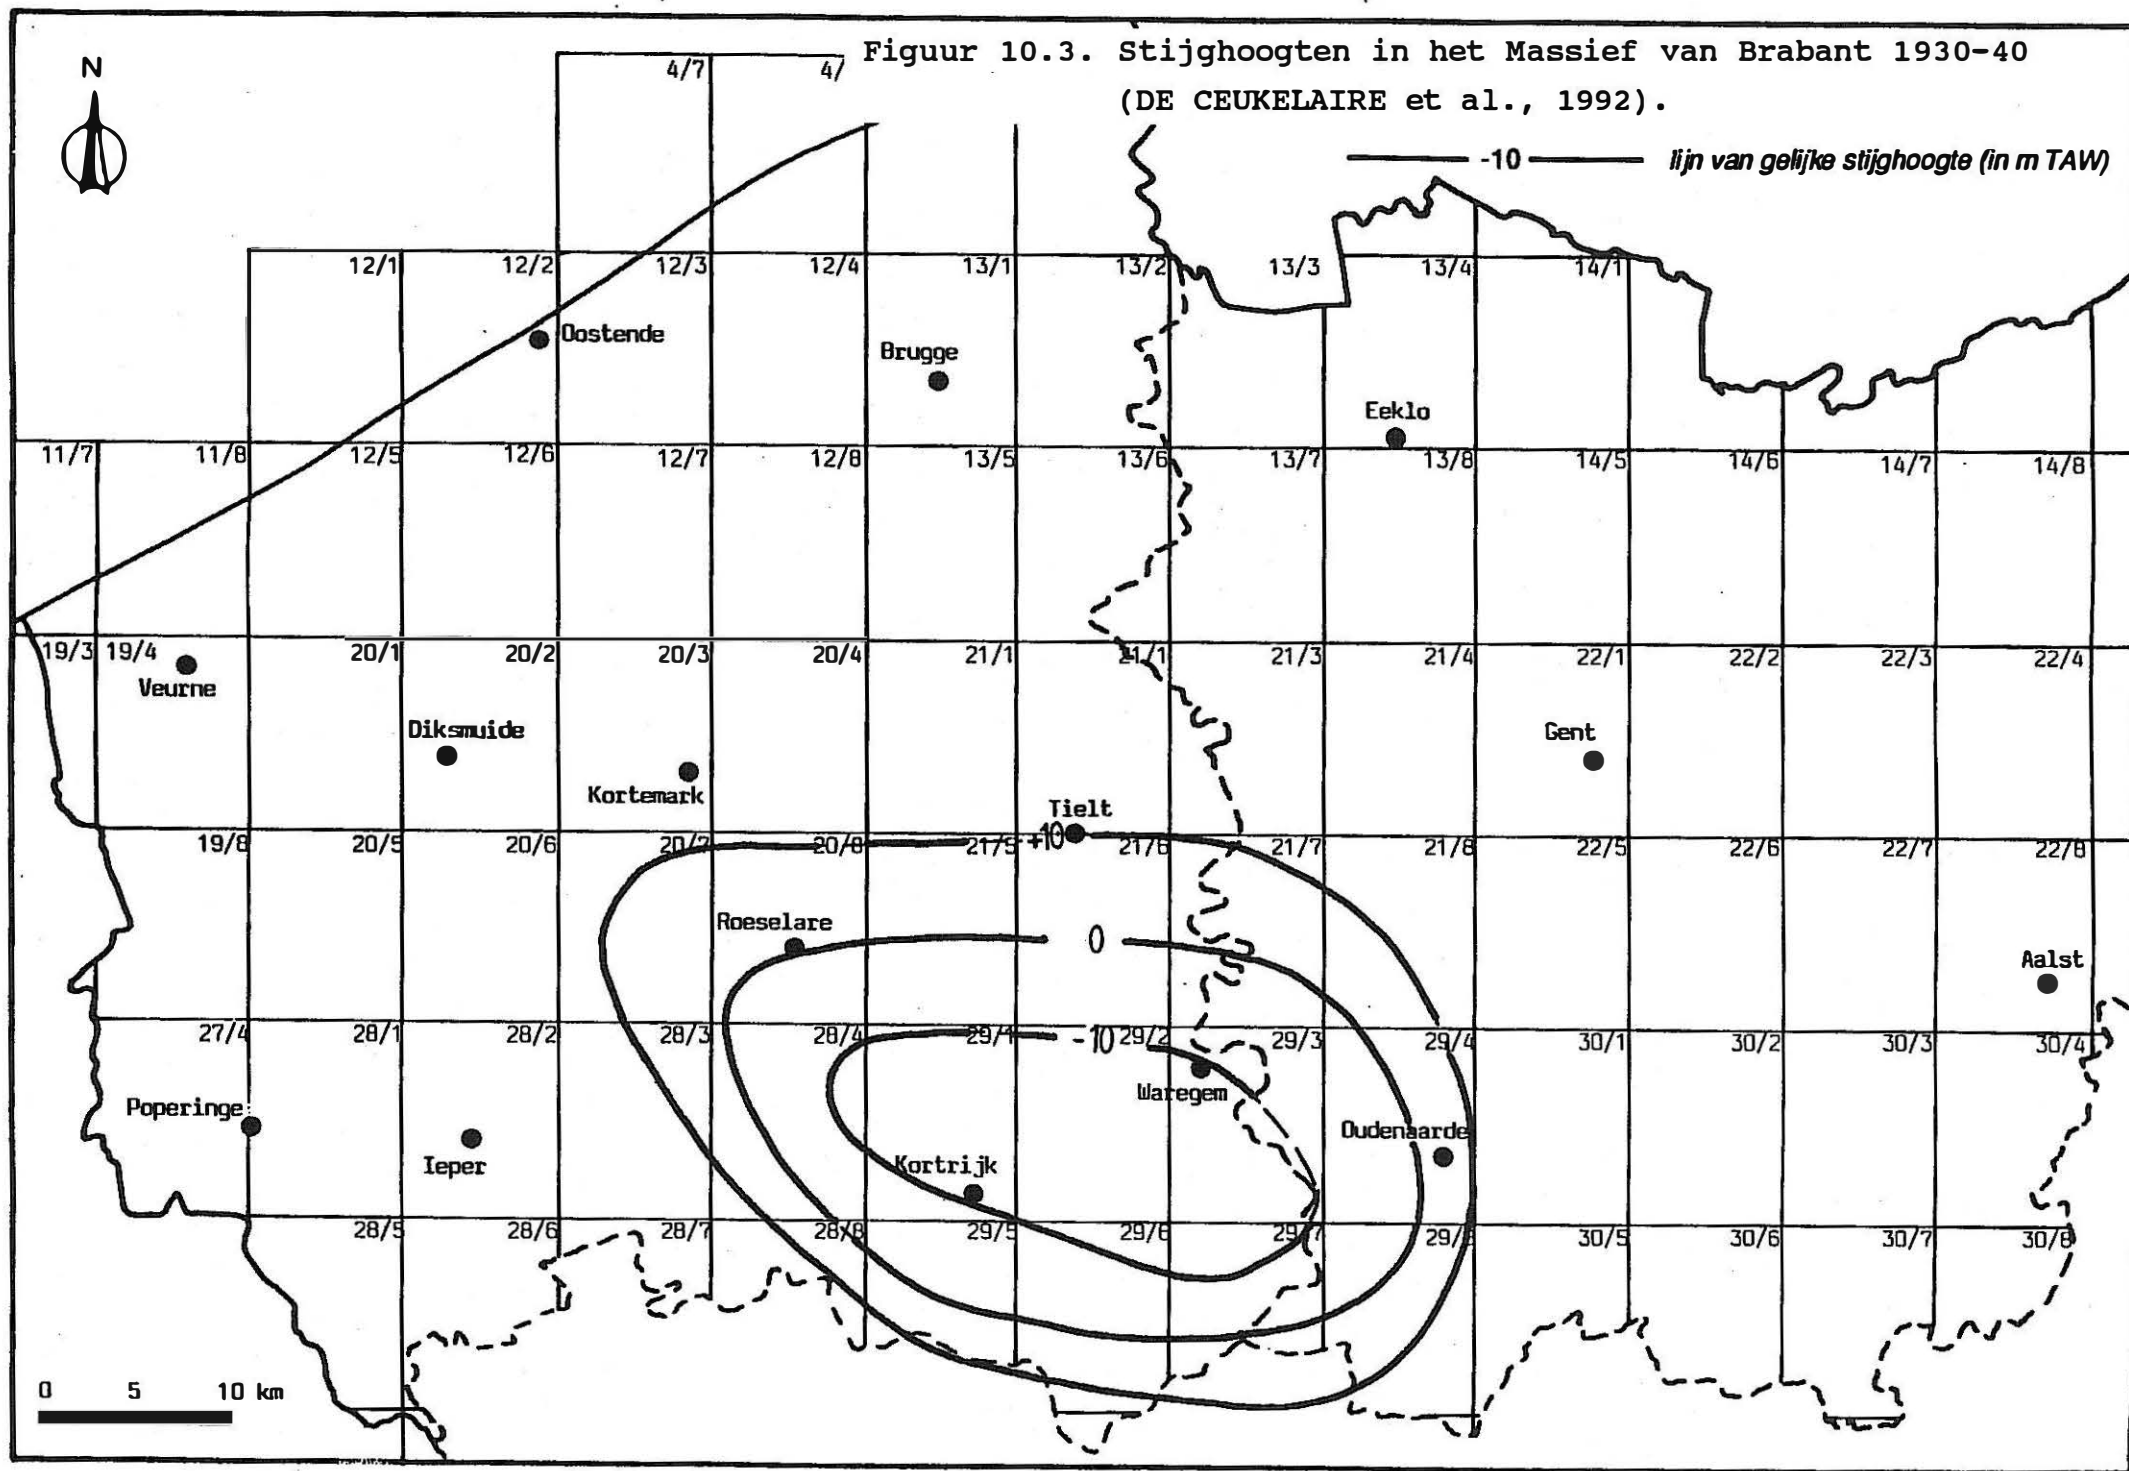 Figuur 10.3. Stijghoogten in het Massief van Brabant 1930-40
(DE CEUKELAIRE et al., 1992).
N
4/7 4/
-10 lijn van gelijke stijghoogte (in m TAW)
12/1 12/2 12/3 12/4 13/1 13/2 13/3 13/4 14/1
Oostende
Brugge
Eeklo
11/7 11/8 12/5 12/6 12/7 12/8 13/5 13/6 13/7 13/8 14/5 14/6 14/7 14/8
19/3 19/4 20/1 20/2 20/3 20/4 21/1 21/1 21/3 21/4 22/1 22/2 22/3 22/4
Veurne
Diksmuide
Gent
Kortemark
Tielt
19/8 20/5 20/6 20/7 20/8 21/5 +10 21/6 21/7 21/8 22/5 22/6 22/7 22/8
Roeselare
0
Aalst
27/4 28/1 28/2 28/3 28/4 29/1 -10 29/2 29/3 29/4 30/1 30/2 30/3 30/4
Waregem
Poperinge
Oudenaarde
Ieper
Kortrijk
28/5 28/6 28/7 28/8 29/5 29/6 29/7 29/8 30/5 30/6 30/7 30/8
0 5 10 km